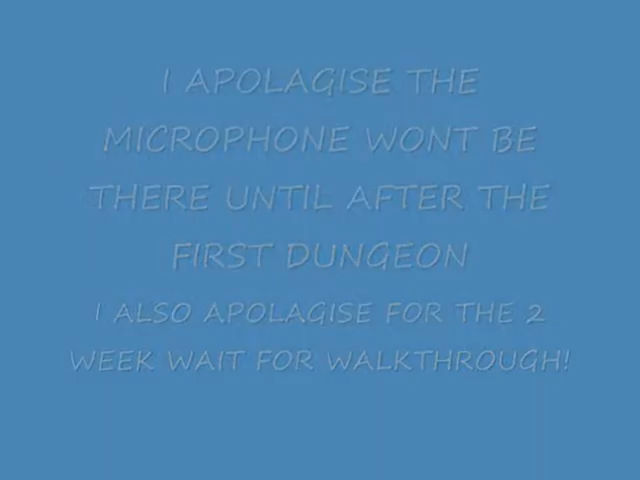 I APOLAGISE THE
MICROPHONE WONT BE
THERE UNTIL AFTER THE
FIRST DUNGEON
I ALSO APOLAGISE FOR THE 2
WEEK WAIT FOR WALKTHROUGH!